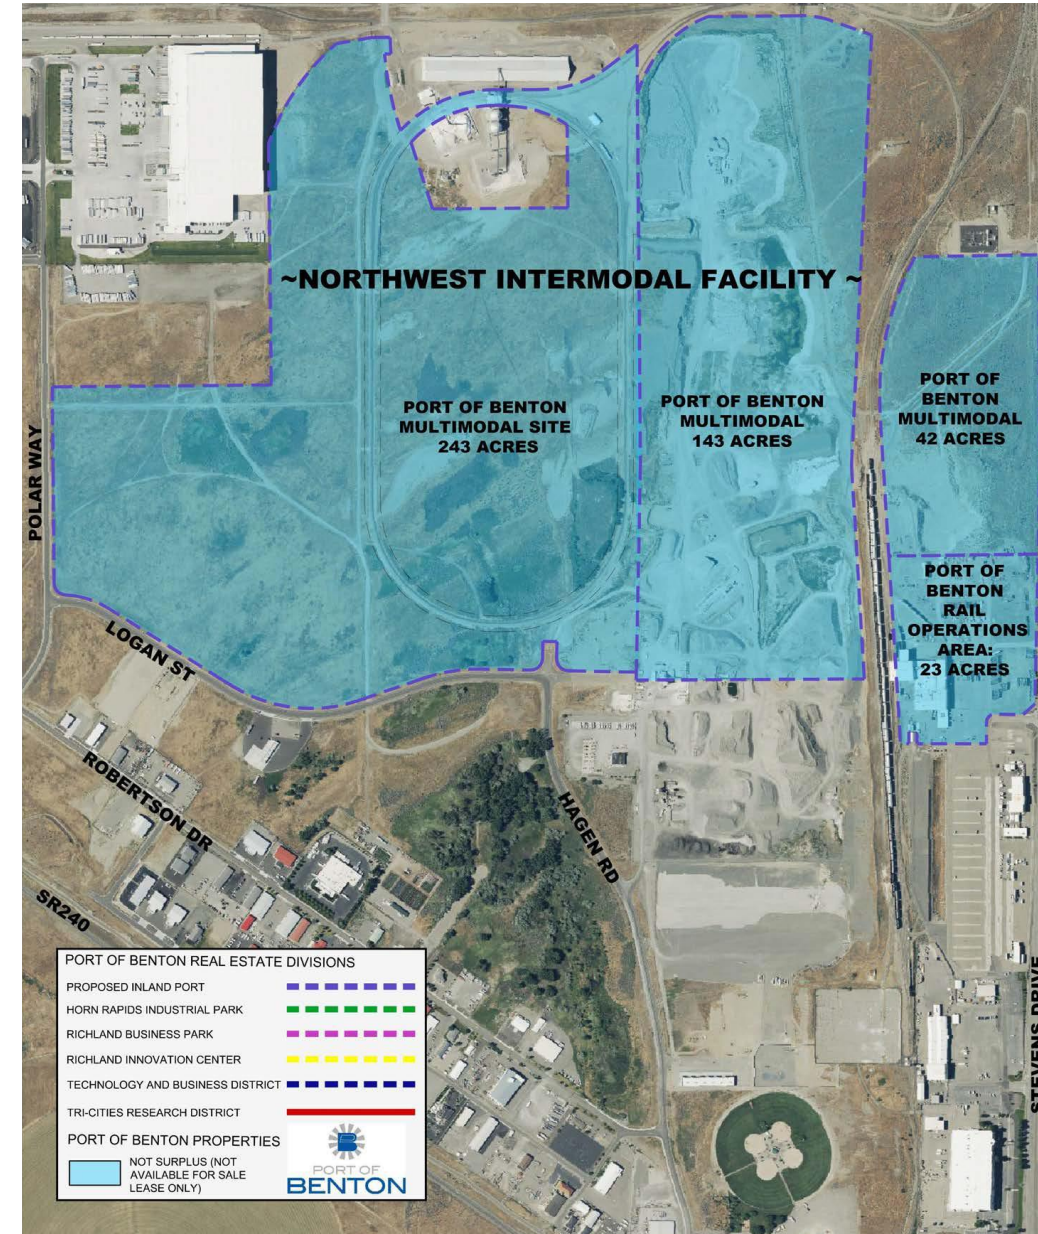 ~NORTHWEST INTERMODAL FACILITY ~
PORT OF BENTON
MULTIMODAL SITE
243 ACRES
PORT OF BENTON
MULTIMODAL
143 ACRES
PORT OF
BENTON
MULTIMODAL
42 ACRES
PORT OF
BENTON
RAIL
OPERATIONS
AREA:
23 ACRES
POLAR WAY
LOGAN ST
ROBERTSON DR
HAGEN RD
SR240
STEVENS DRIVE
PORT OF BENTON REAL ESTATE DIVISIONS
PROPOSED INLAND PORT
HORN RAPIDS INDUSTRIAL PARK
RICHLAND BUSINESS PARK
RICHLAND INNOVATION CENTER
TECHNOLOGY AND BUSINESS DISTRICT
TRI-CITIES RESEARCH DISTRICT
PORT OF BENTON PROPERTIES
NOT SURPLUS (NOT
AVAILABLE FOR SALE
LEASE ONLY)
B
PORT OF
BENTON